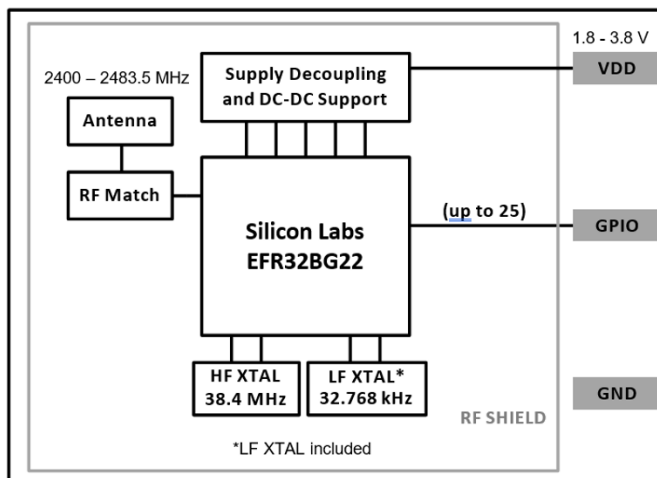 1.8 - 3.8 V
VDD
2400 – 2483.5 MHz
Supply Decoupling
and DC-DC Support
Antenna
RF Match
(up to 25)
GPIO
Silicon Labs
EFR32BG22
HF XTAL
38.4 MHz
LF XTAL*
32.768 kHz
GND
RF SHIELD
*LF XTAL included